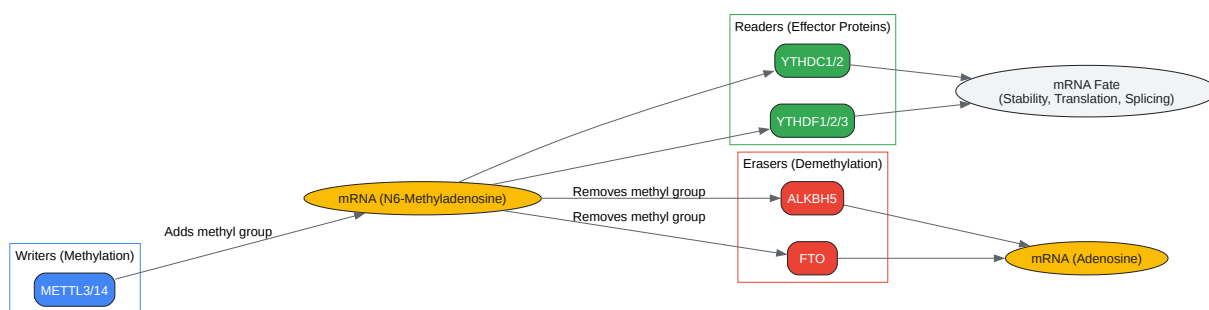 Readers (Effector Proteins)
YTHDC1/2
mRNA Fate
(Stability, Translation, Splicing)
YTHDF1/2/3
Erasers (Demethylation)
mRNA (N6-Methyladenosine)
Removes methyl group
ALKBH5
Removes methyl group
Adds methyl group
Writers (Methylation)
FTO
mRNA (Adenosine)
METTL3/14